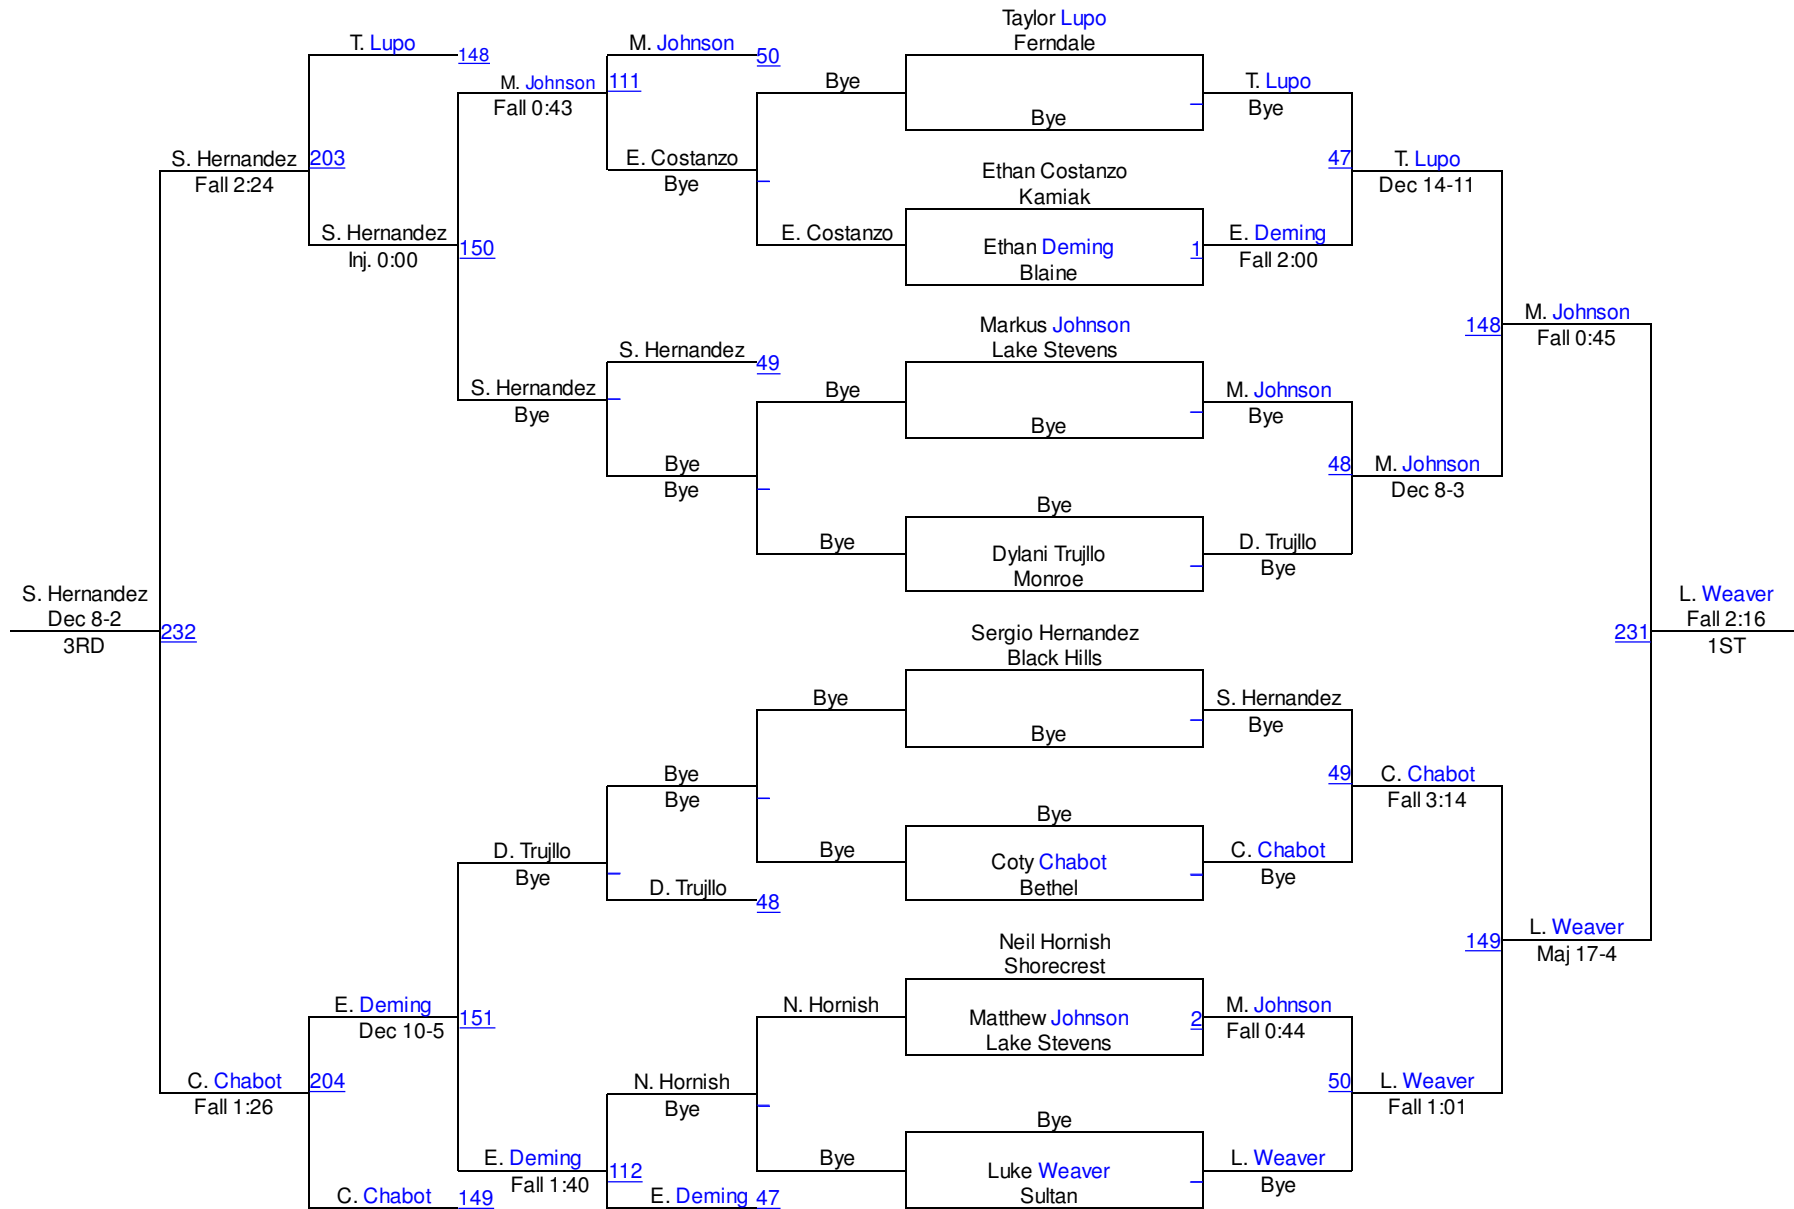 Taylor Lupo
Ferndale
T. Lupo
148
M. Johnson
50
M. Johnson
111
Fall 0:43
Bye
Bye
T. Lupo
Bye
S. Hernandez
203
Fall 2:24
E. Costanzo
Bye
Ethan Costanzo
Kamiak
47
T. Lupo
Dec 14-11
S. Hernandez
Inj. 0:00
150
E. Costanzo
Ethan Deming
1
Blaine
E. Deming
Fall 2:00
Markus Johnson
Lake Stevens
148
M. Johnson
Fall 0:45
S. Hernandez
49
S. Hernandez
Bye
Bye
Bye
M. Johnson
Bye
Bye
Bye
48
M. Johnson
Dec 8-3
Bye
Bye
Dylani Trujllo
Monroe
D. Trujllo
Bye
S. Hernandez
Dec 8-2
3RD
232
L. Weaver
Fall 2:16
1ST
231
Sergio Hernandez
Black Hills
Bye
Bye
S. Hernandez
Bye
Bye
Bye
49
C. Chabot
Fall 3:14
Bye
D. Trujllo
Bye
Bye
Coty Chabot
Bethel
C. Chabot
Bye
D. Trujllo
48
Neil Hornish
Shorecrest
149
L. Weaver
Maj 17-4
E. Deming
Dec 10-5
151
N. Hornish
Matthew Johnson
2
Lake Stevens
M. Johnson
Fall 0:44
C. Chabot
204
Fall 1:26
N. Hornish
Bye
50
L. Weaver
Fall 1:01
Bye
E. Deming
112
Fall 1:40
Bye
Luke Weaver
Sultan
L. Weaver
Bye
C. Chabot
149
E. Deming
47